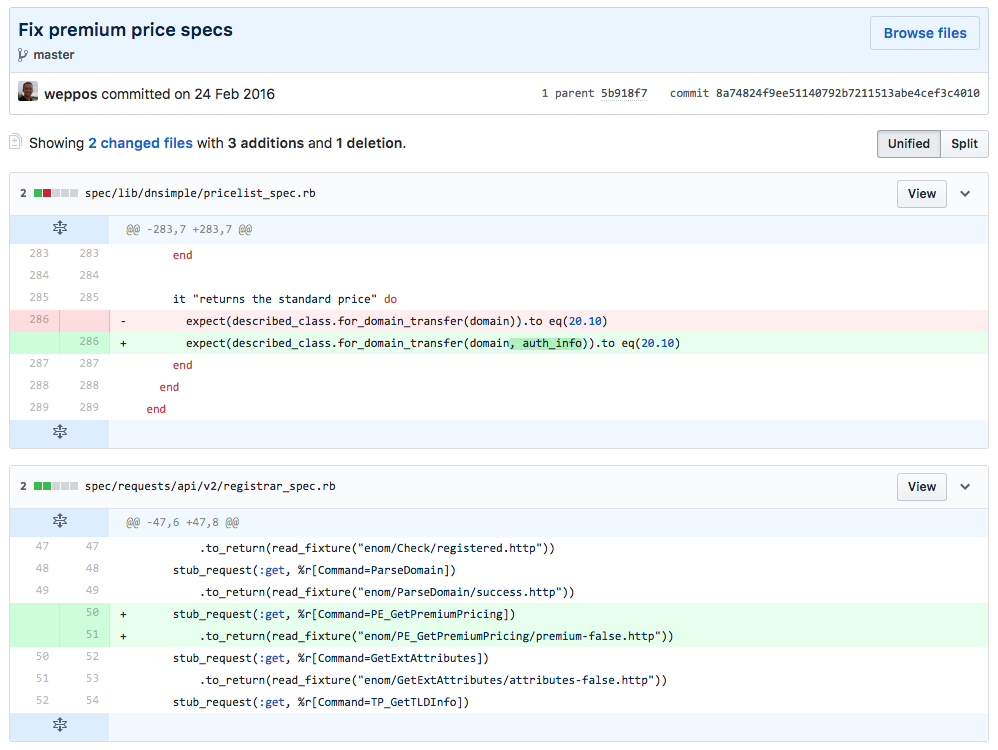 Fix premium price specs
Browse files
master
weppos committed on 24 Feb 2016
1 parent 5b918f7 commit 8a74824f9ee51140792b7211513abe4cef3c4010
Showing 2 changed files with 3 additions and 1 deletion.
Unified Split
2 spec/lib/dnsimple/pricelist_spec.rb
View
@@ -283,7 +283,7 @@
283 283 end
284 284
285 285 it "returns the standard price" do
286 - expect(described_class.for_domain_transfer(domain)).to eq(20.10)
286 + expect(described_class.for_domain_transfer(domain, auth_info)).to eq(20.10)
287 287 end
288 288 end
289 289 end
2 spec/requests/api/v2/registrar_spec.rb
View
@@ -47,6 +47,8 @@
47 47 .to_return(read_fixture("enom/Check/registered.http"))
48 48 stub_request(:get, %r[Command=ParseDomain])
49 49 .to_return(read_fixture("enom/ParseDomain/success.http"))
50 + stub_request(:get, %r[Command=PE_GetPremiumPricing])
51 + .to_return(read_fixture("enom/PE_GetPremiumPricing/premium-false.http"))
50 52 stub_request(:get, %r[Command=GetExtAttributes])
51 53 .to_return(read_fixture("enom/GetExtAttributes/attributes-false.http"))
52 54 stub_request(:get, %r[Command=TP_GetTLDInfo])